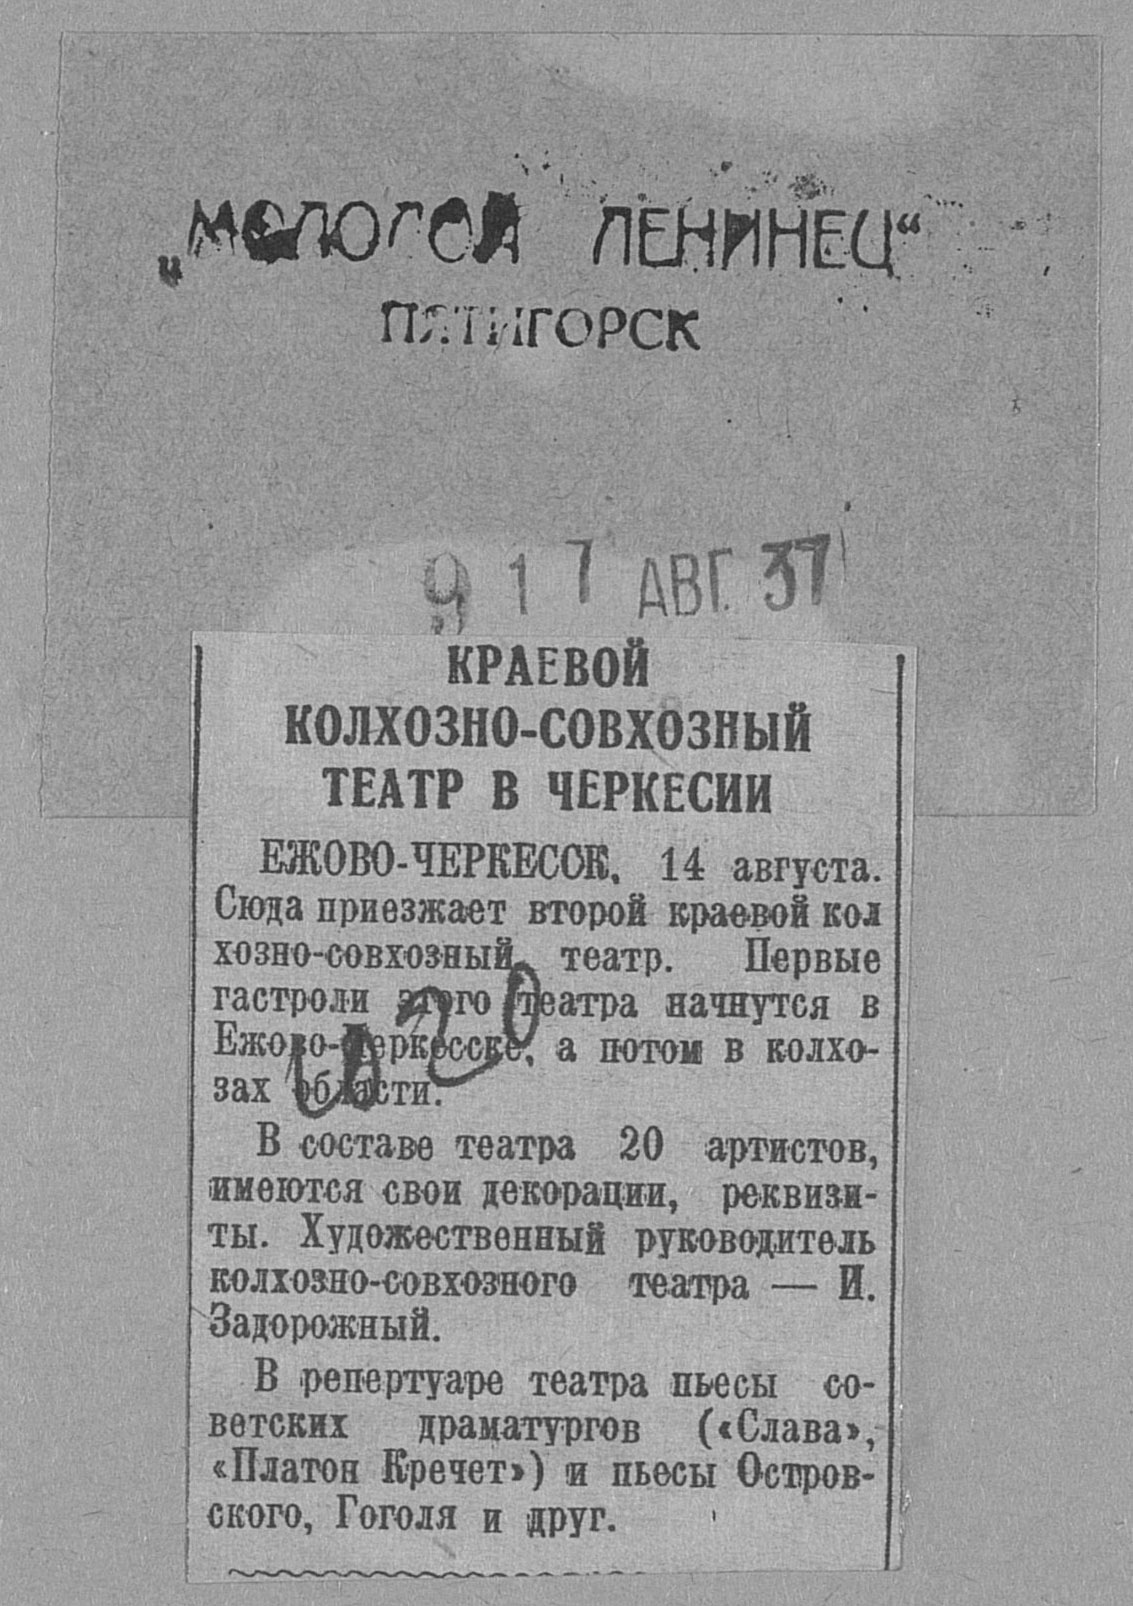 „МОЛОДОЙ ЛЕНИНЕЦ“
ПЯТИГОРСК
17 АВГ. 37
КРАЕВОЙ
КОЛХОЗНО-СОВХОЗНЫЙ
ТЕАТР В ЧЕРКЕСИИ
ЕЖОВО-ЧЕРКЕССК, 14 августа.
Сюда приезжает второй краевой кол
хозно-совхозный театр. Первые
гастроли этого театра начнутся в
Ежово-Черкесске, а потом в колхо-
зах области.
В составе театра 20 артистов,
имеются свои декорации, реквизи-
ты. Художественный руководитель
колхозно-совхозного театра — И.
Задорожный.
В репертуаре театра пьесы со-
ветских драматургов («Слава»,
«Платон Кречет») и пьесы Остров-
ского, Гоголя и друг.